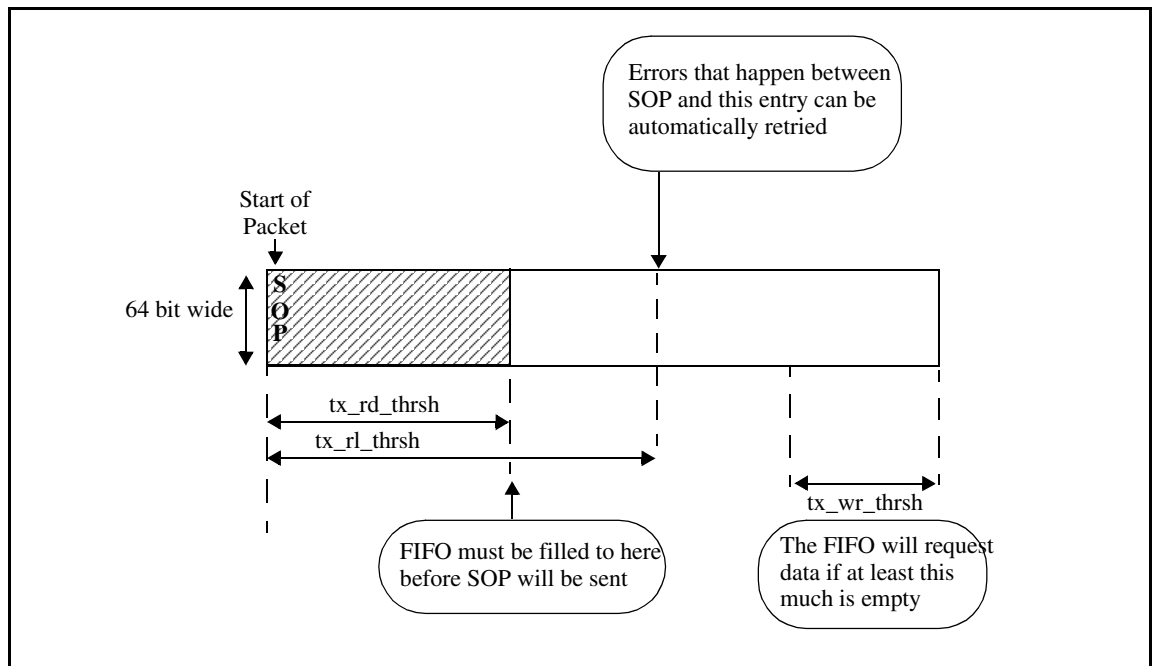 Errors that happen between
SOP and this entry can be
automatically retried
Start of
Packet
64 bit wide
S
O
P
tx_rd_thrsh
tx_rl_thrsh
tx_wr_thrsh
FIFO must be filled to here
before SOP will be sent
The FIFO will request
data if at least this
much is empty